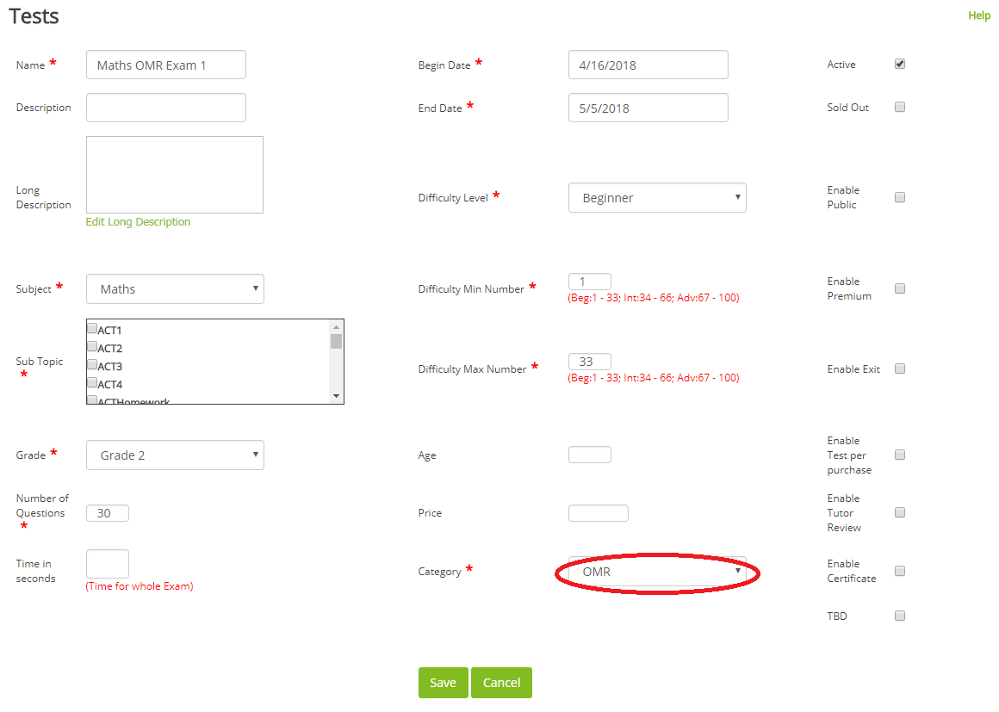 Tests
Help
Name *
Maths OMR Exam 1
Begin Date *
4/16/2018
Active
Description
End Date *
5/5/2018
Sold Out
Long
Description
Edit Long Description
Difficulty Level *
Beginner
Enable
Public
Subject *
Maths
Difficulty Min Number *
1
(Beg:1 - 33; Int:34 - 66; Adv:67 - 100)
Enable
Premium
Sub Topic
*
ACT1
ACT2
ACT3
ACT4
ACTHomework
Difficulty Max Number *
33
(Beg:1 - 33; Int:34 - 66; Adv:67 - 100)
Enable Exit
Grade *
Grade 2
Age
Enable
Test per
purchase
Number of
Questions
*
30
Price
Enable
Tutor
Review
Time in
seconds
(Time for whole Exam)
Category *
OMR
Enable
Certificate
TBD
Save
Cancel